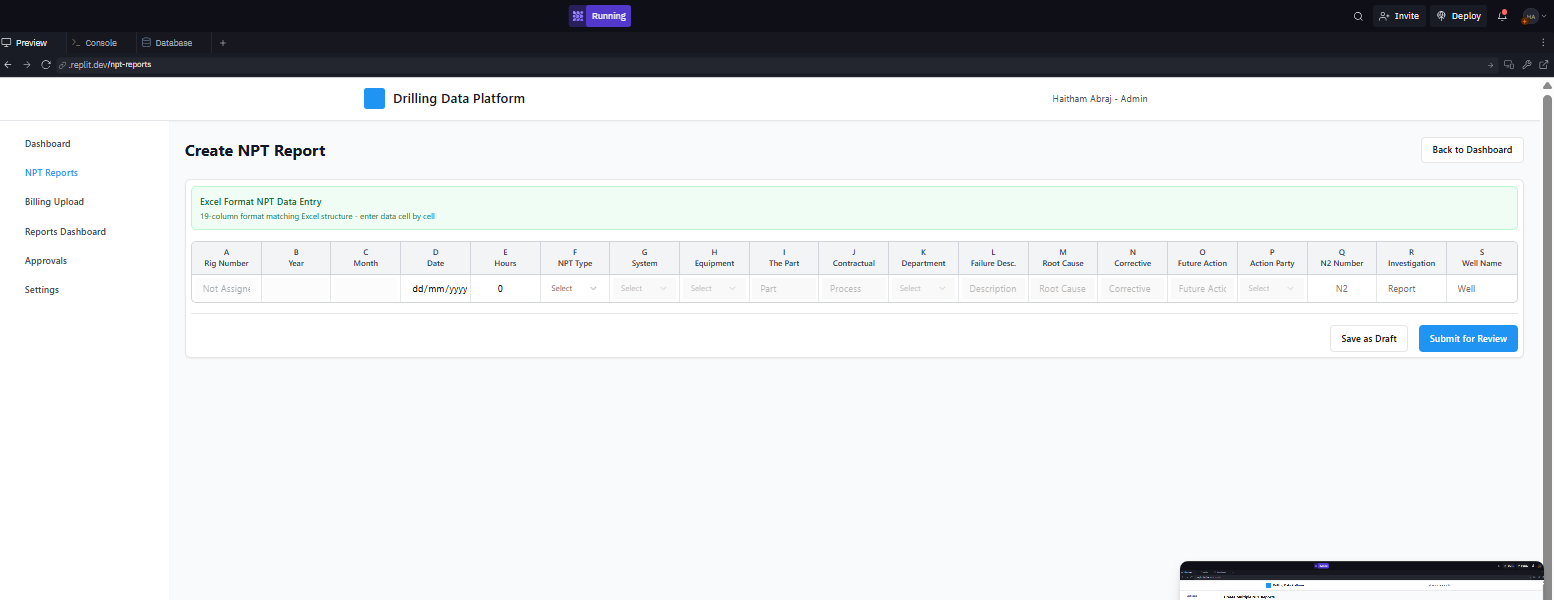 Running
Invite
Deploy
HA
Preview
Console
Database
.replit.dev/npt-reports
Drilling Data Platform
Haitham Abraj - Admin
Dashboard
NPT Reports
Billing Upload
Reports Dashboard
Approvals
Settings
Create NPT Report
Back to Dashboard
Excel Format NPT Data Entry
19-column format matching Excel structure - enter data cell by cell
A B C D E F G H I J K L M N O P Q R S
Rig Number Year Month Date Hours NPT Type System Equipment The Part Contractual Department Failure Desc. Root Cause Corrective Future Action Action Party N2 Number Investigation Well Name
Not Assigne dd/mm/yyyy 0 Select Select Select Part Process Select Description Root Cause Corrective Future Actic Select N2 Report Well
Save as Draft
Submit for Review